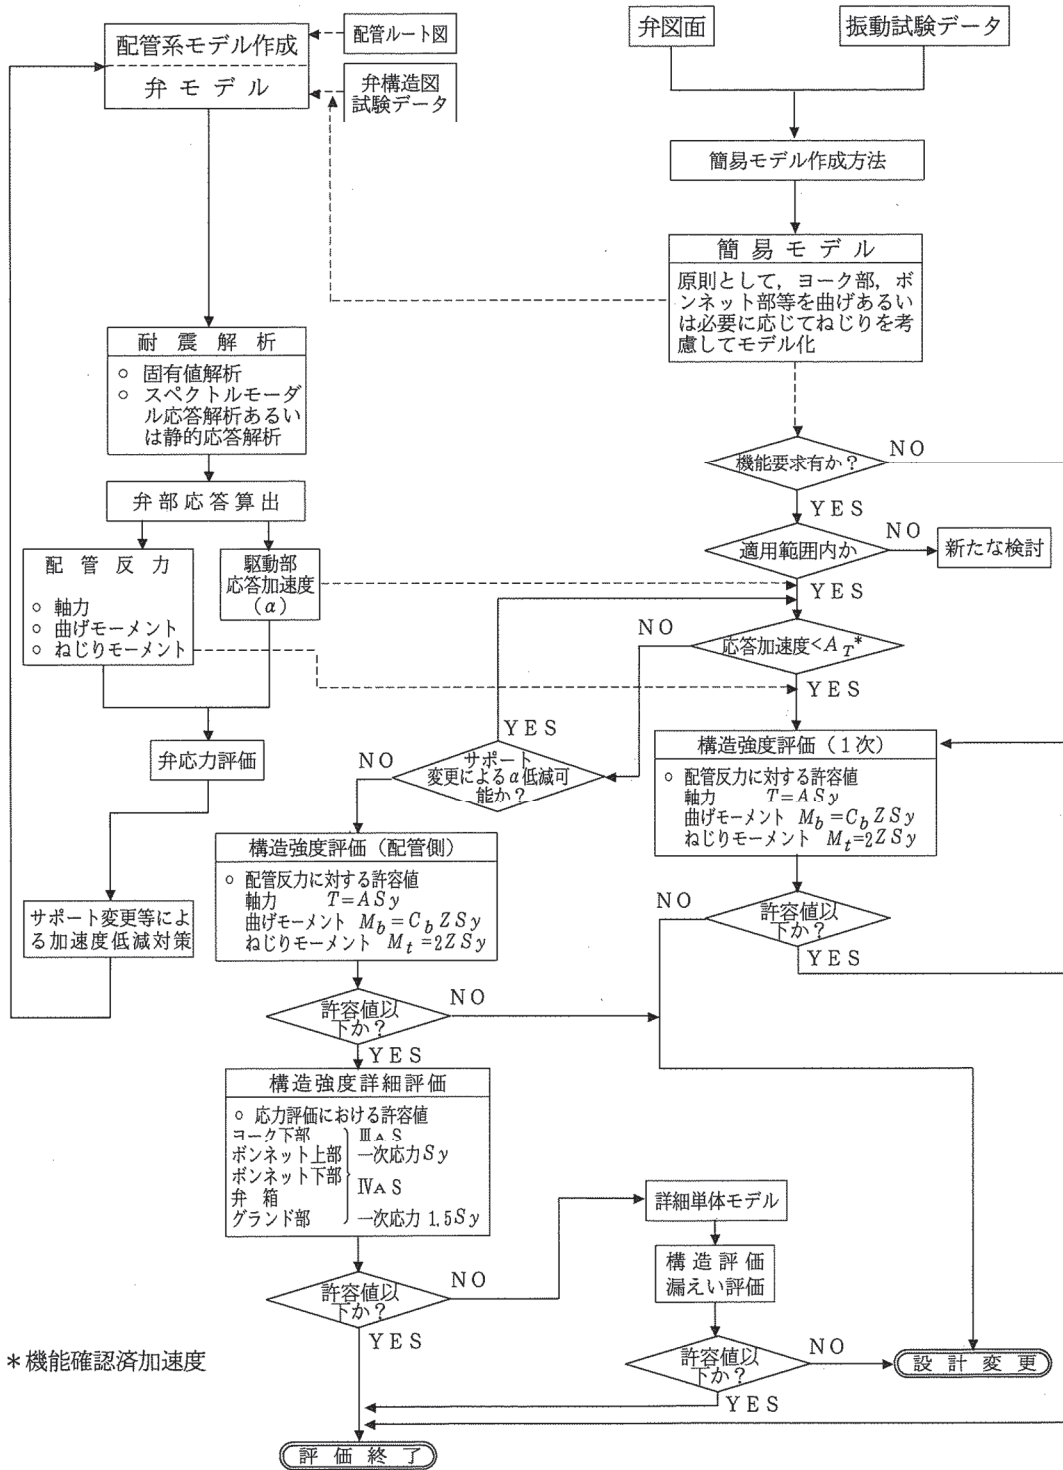 配管系モデル作成
弁モデル
配管ルート図
弁構造図
試験データ
弁図面
振動試験データ
簡易モデル作成方法
簡易モデル
原則として，ヨーク部，ボ
ンネット部等を曲げあるい
は必要に応じてねじりを考
慮してモデル化
耐震解析
○ 固有値解析
○ スペクトルモーダ
ル応答解析あるい
は静的応答解析
機能要求有か？
NO
YES
弁部応答算出
適用範囲内か
NO
新たな検討
YES
配管反力
○ 軸力
○ 曲げモーメント
○ ねじりモーメント
駆動部
応答加速度
(α)
応答加速度<A_T*
NO
YES
弁応力評価
サポート
変更によるα低減可
能か？
YES
NO
構造強度評価（1次）
○ 配管反力に対する許容値
軸力 T=ASy
曲げモーメント M_b=C_b ZSy
ねじりモーメント M_t=2ZSy
構造強度評価（配管側）
○ 配管反力に対する許容値
軸力 T=ASy
曲げモーメント M_b=C_b ZSy
ねじりモーメント M_t=2ZSy
サポート変更等によ
る加速度低減対策
許容値以
下か？
NO
YES
許容値以
下か？
NO
YES
構造強度詳細評価
○ 応力評価における許容値
ヨーク下部 ⅢAS
ボンネット上部 一次応力Sy
ボンネット下部
弁箱 ⅣAS
グランド部 一次応力 1.5Sy
詳細単体モデル
構造評価
漏えい評価
許容値以
下か？
NO
YES
許容値以
下か？
NO
YES
設計変更
＊機能確認済加速度
評価終了